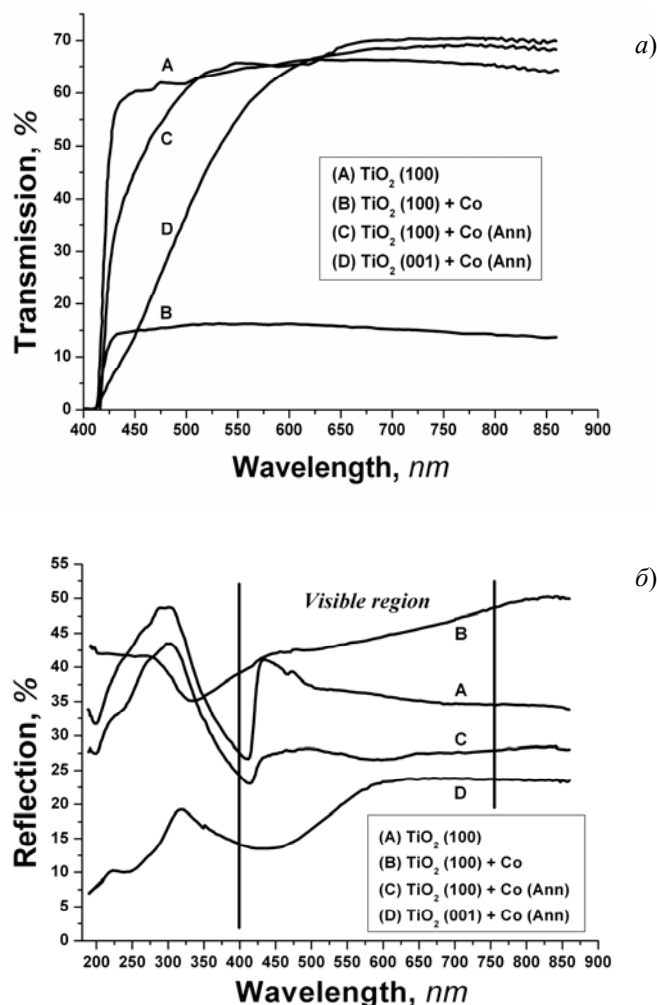 а)
70
60
50
40
30
20
15
10
5
0
Transmission, %
A
C
D
B
(A) TiO₂ (100)
(B) TiO₂ (100) + Co
(C) TiO₂ (100) + Co (Ann)
(D) TiO₂ (001) + Co (Ann)
400 450 500 550 600 650 700 750 800 850 900
Wavelength, nm
б)
55
50
45
40
35
30
25
20
15
10
5
0
Reflection, %
Visible region
B
A
C
D
(A) TiO₂ (100)
(B) TiO₂ (100) + Co
(C) TiO₂ (100) + Co (Ann)
(D) TiO₂ (001) + Co (Ann)
200 250 300 350 400 450 500 550 600 650 700 750 800 850 900
Wavelength, nm